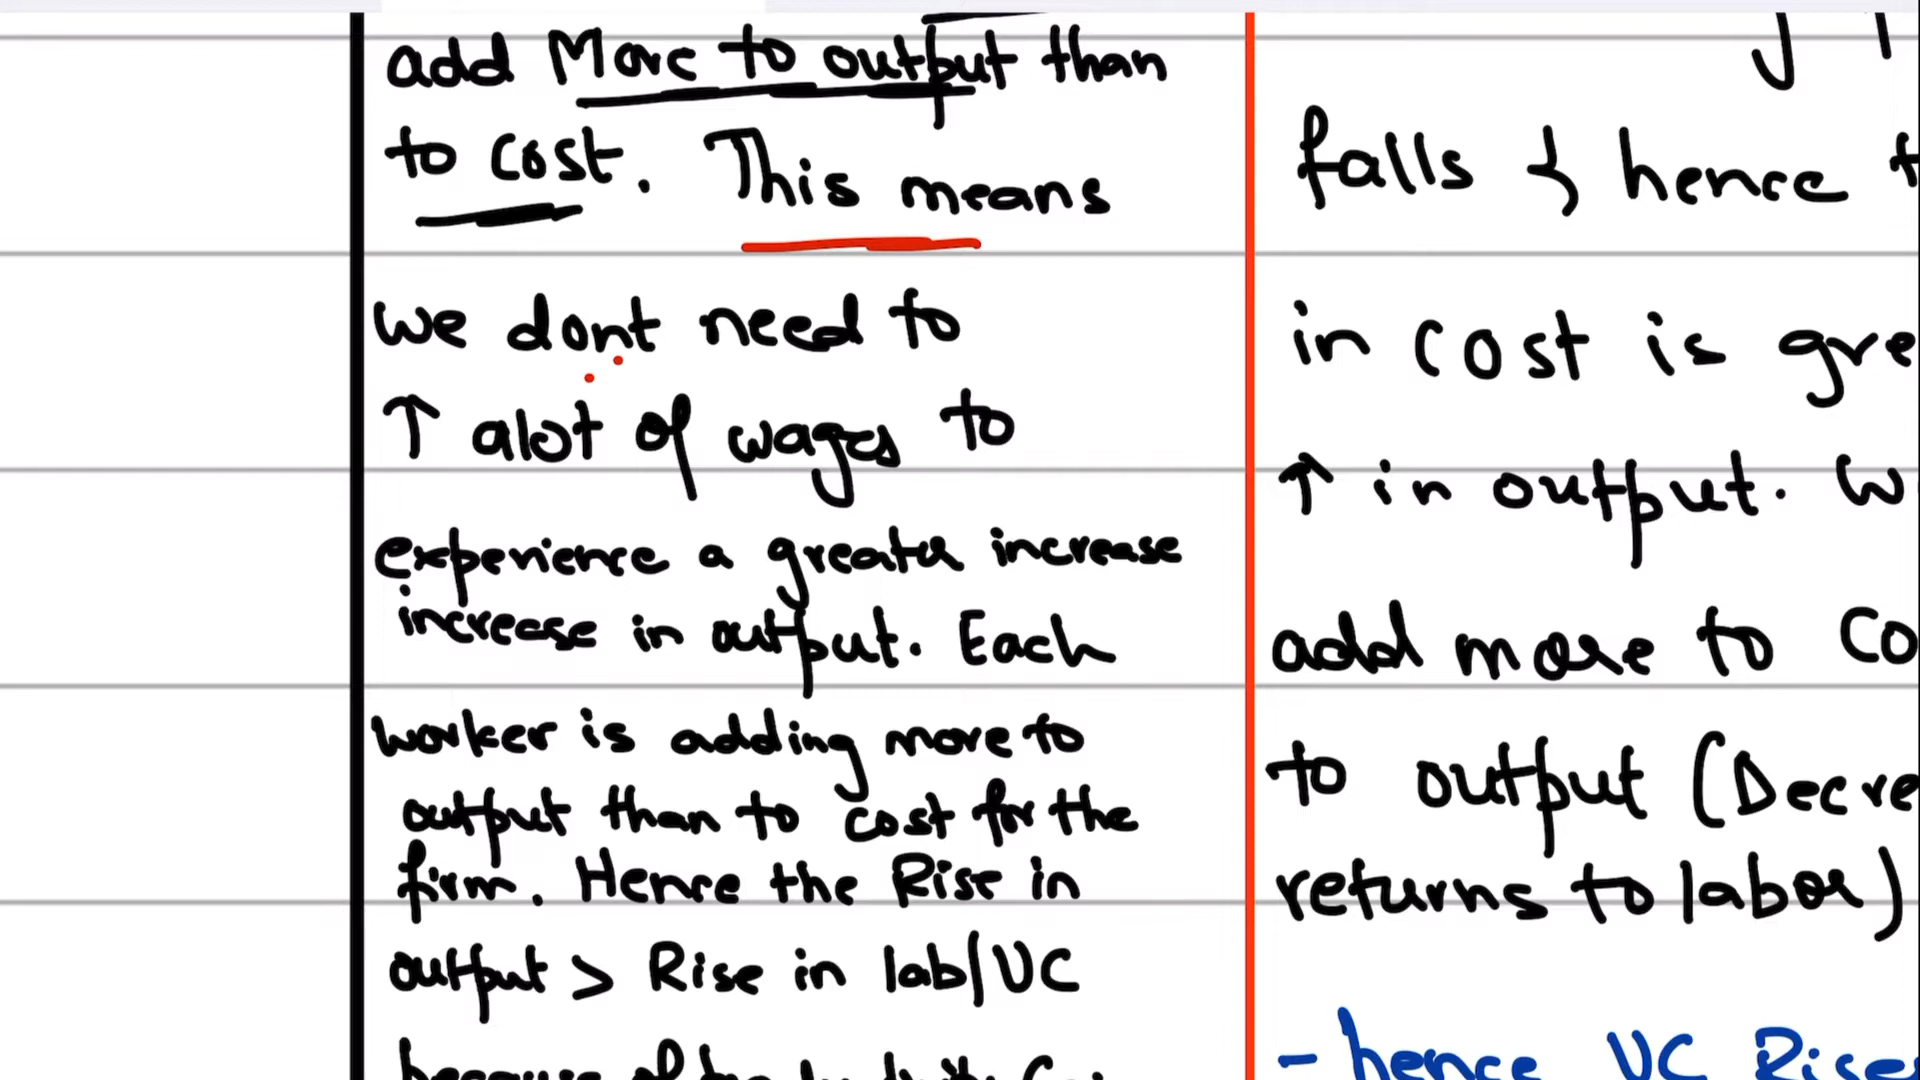 add More to output than
to cost. This means
we dont need to
↑ alot of wages to
experience a greater increase
increase in output. Each
worker is adding more to
output than to cost for the
firm. Hence the Rise in
output > Rise in lab/VC
because of
falls } hence
in cost is gre
↑ in output. W
add more to Co
to output (Decre
returns to labor)
- hence VC Rises